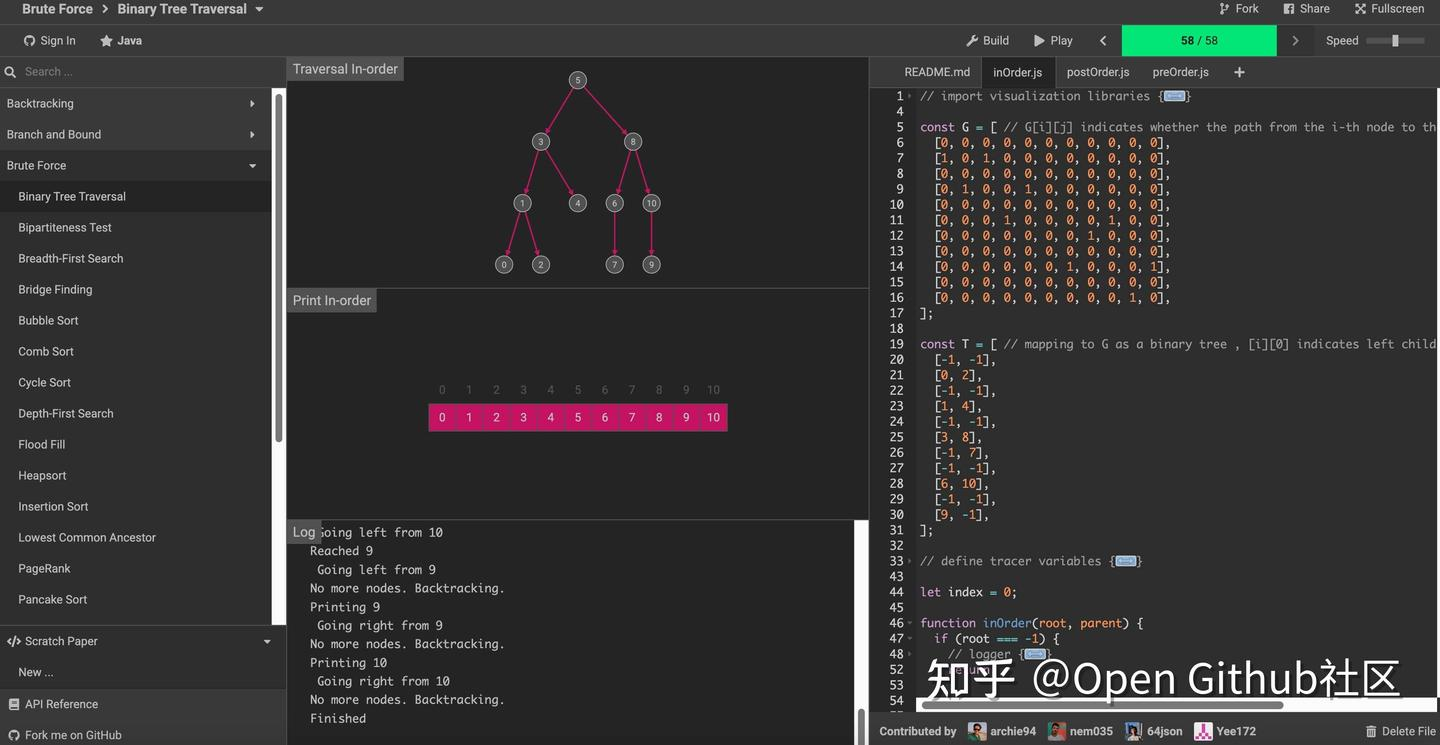 Brute Force > Binary Tree Traversal
Fork Share Fullscreen
Sign In Java
Build Play 58 / 58 Speed
Search ...
Backtracking
Branch and Bound
Brute Force
Binary Tree Traversal
Bipartiteness Test
Breadth-First Search
Bridge Finding
Bubble Sort
Comb Sort
Cycle Sort
Depth-First Search
Flood Fill
Heapsort
Insertion Sort
Lowest Common Ancestor
PageRank
Pancake Sort
</> Scratch Paper
New ...
API Reference
Fork me on GitHub
Traversal In-order
5
3 8
1 4 6 10
0 2 7 9
Print In-order
0 1 2 3 4 5 6 7 8 9 10
0 1 2 3 4 5 6 7 8 9 10
Log
Going left from 10
Reached 9
Going left from 9
No more nodes. Backtracking.
Printing 9
Going right from 9
No more nodes. Backtracking.
Printing 10
Going right from 10
No more nodes. Backtracking.
Finished
README.md inOrder.js postOrder.js preOrder.js +
1 // import visualization libraries {}
4
5 const G = [ // G[i][j] indicates whether the path from the i-th node to th
6 [0, 0, 0, 0, 0, 0, 0, 0, 0, 0, 0],
7 [1, 0, 1, 0, 0, 0, 0, 0, 0, 0, 0],
8 [0, 0, 0, 0, 0, 0, 0, 0, 0, 0, 0],
9 [0, 1, 0, 0, 1, 0, 0, 0, 0, 0, 0],
10 [0, 0, 0, 0, 0, 0, 0, 0, 0, 0, 0],
11 [0, 0, 0, 1, 0, 0, 0, 0, 1, 0, 0],
12 [0, 0, 0, 0, 0, 0, 0, 1, 0, 0, 0],
13 [0, 0, 0, 0, 0, 0, 0, 0, 0, 0, 0],
14 [0, 0, 0, 0, 0, 0, 1, 0, 0, 0, 1],
15 [0, 0, 0, 0, 0, 0, 0, 0, 0, 0, 0],
16 [0, 0, 0, 0, 0, 0, 0, 0, 0, 1, 0],
17 ];
18
19 const T = [ // mapping to G as a binary tree , [i][0] indicates left child
20 [-1, -1],
21 [0, 2],
22 [-1, -1],
23 [1, 4],
24 [-1, -1],
25 [3, 8],
26 [-1, 7],
27 [-1, -1],
28 [6, 10],
29 [-1, -1],
30 [9, -1],
31 ];
32
33 // define tracer variables {}
43
44 let index = 0;
45
46 function inOrder(root, parent) {
47 if (root === -1) {
48 // logger {}
52
53
54
知乎 @Open Github社区
Contributed by archie94 nem035 64json Yee172 Delete File